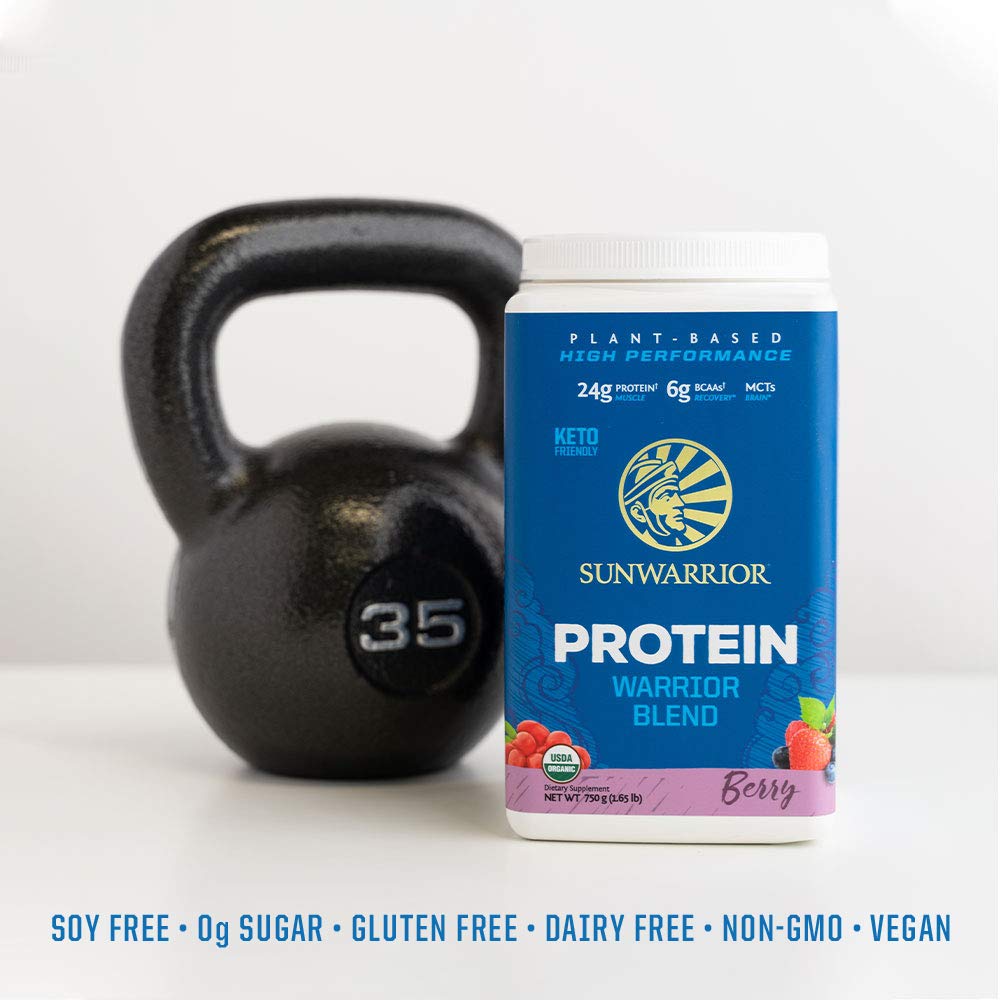 35
PLANT-BASED
HIGH PERFORMANCE
24g PROTEIN† MUSCLE 6g BCAAs† RECOVERY* MCTs BRAIN*
KETO
FRIENDLY
SUNWARRIOR
PROTEIN
WARRIOR
BLEND
USDA
ORGANIC
Dietary Supplement
NET WT 750 g (1.65 lb)
Berry
SOY FREE • 0g SUGAR • GLUTEN FREE • DAIRY FREE • NON-GMO • VEGAN